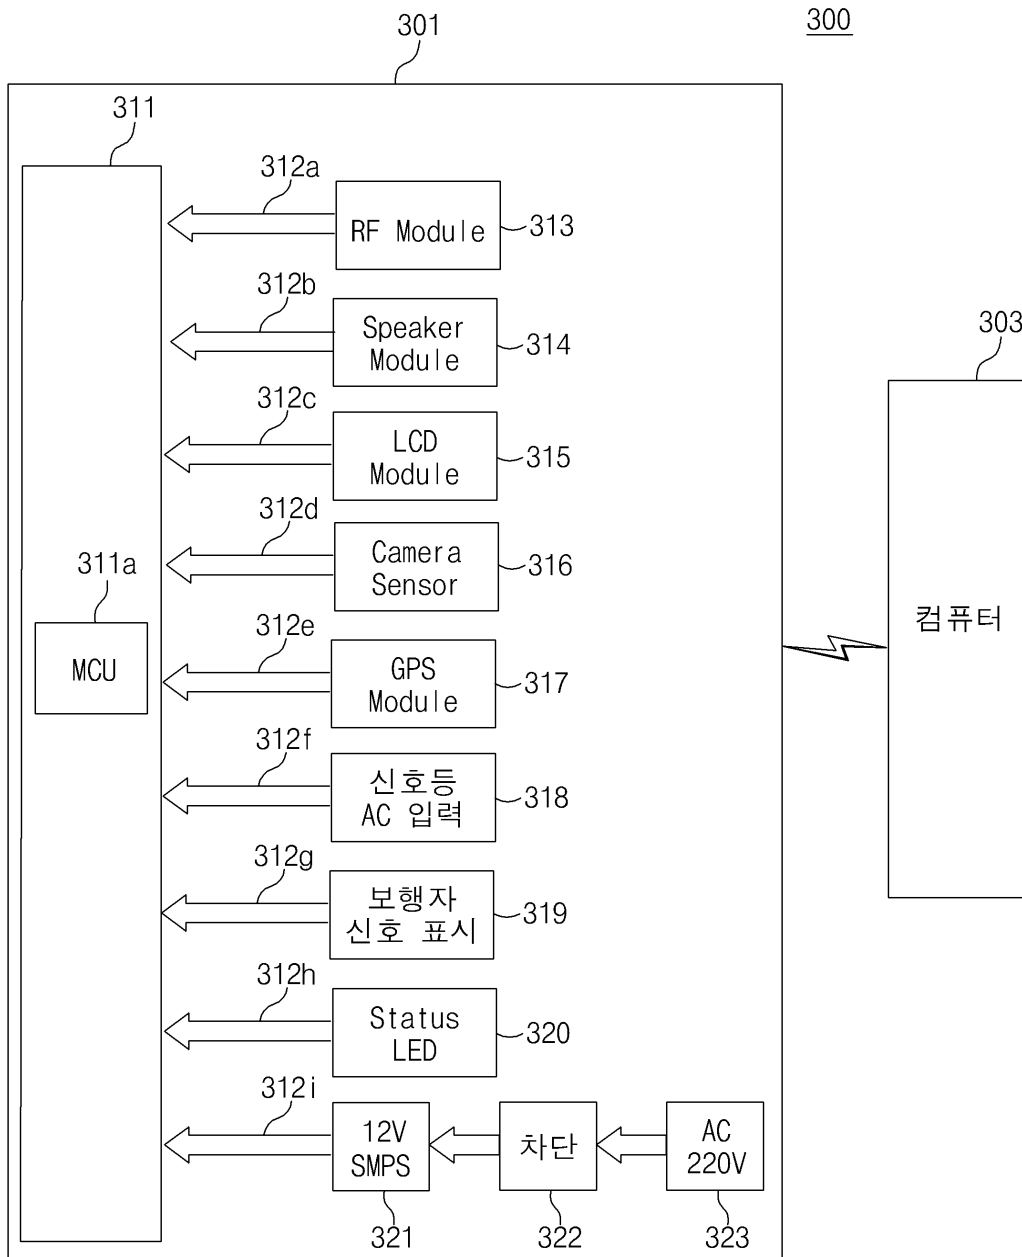 300
301
311
312a
RF Module
313
312b
Speaker
Module
314
303
312c
LCD
Module
315
312d
Camera
Sensor
316
311a
MCU
컴퓨터
312e
GPS
Module
317
312f
신호등
AC 입력
318
312g
보행자
신호 표시
319
312h
Status
LED
320
312i
12V
SMPS
차단
AC
220V
321
322
323